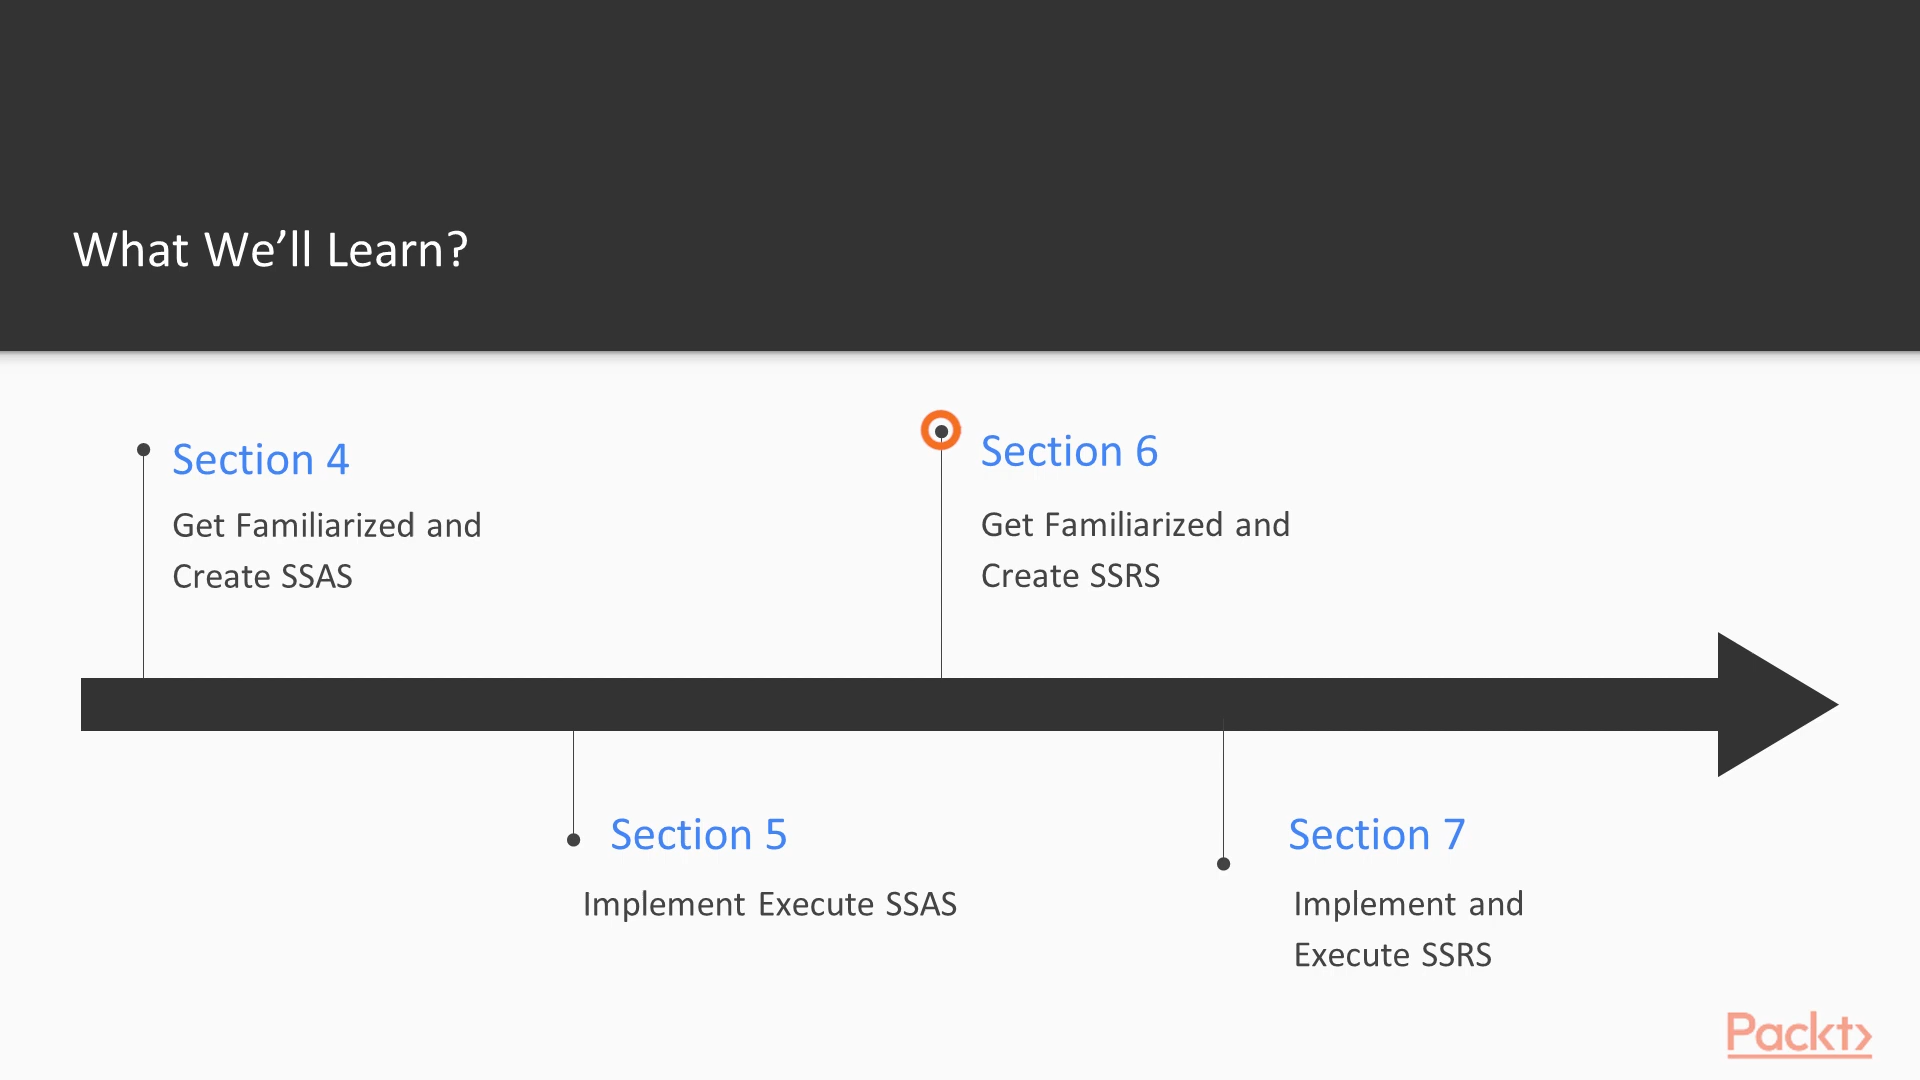 What We’ll Learn?
Section 4
Get Familiarized and
Create SSAS
Section 6
Get Familiarized and
Create SSRS
Section 5
Implement Execute SSAS
Section 7
Implement and
Execute SSRS
Packt>